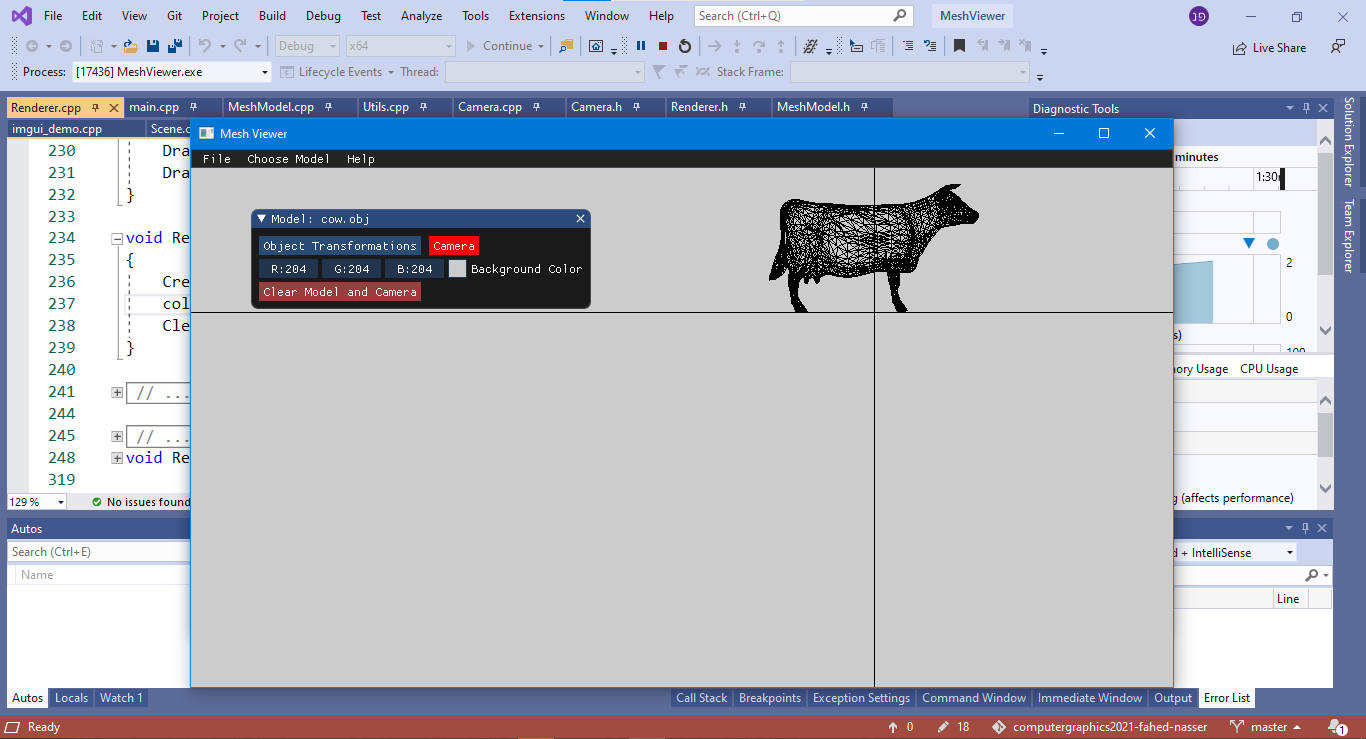 File Edit View Git Project Build Debug Test Analyze Tools Extensions Window Help Search (Ctrl+Q) MeshViewer
Debug x64 Continue Live Share
Process: [17436] MeshViewer.exe Lifecycle Events Thread: Stack Frame:
Renderer.cpp main.cpp MeshModel.cpp Utils.cpp Camera.cpp Camera.h Renderer.h MeshModel.h Diagnostic Tools
imgui_demo.cpp Scene.c
Mesh Viewer
File Choose Model Help
Model: cow.obj
Object Transformations Camera
R:204 G:204 B:204 Background Color
Clear Model and Camera
230 Dra
231 Dra
232 }
233
234 void Re
235 {
236 Cre
237 col
238 Cle
239 }
240
241 // ...
244
245 // ...
248 void Re
319
129 % No issues found
minutes
1:30
2
0
s)
100
ory Usage CPU Usage
g (affects performance)
Solution Explorer
Team Explorer
Autos
Search (Ctrl+E)
Name
d + IntelliSense
Line
Autos Locals Watch 1 Call Stack Breakpoints Exception Settings Command Window Immediate Window Output Error List
Ready 0 18 computergraphics2021-fahed-nasser master 1